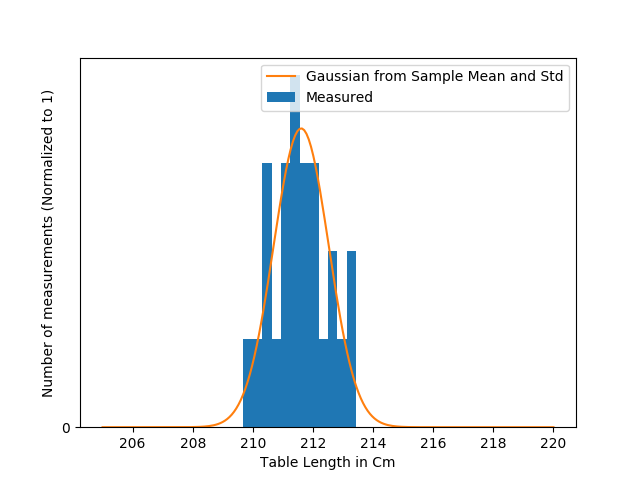 Gaussian from Sample Mean and Std
Measured
Number of measurements (Normalized to 1)
0
206 208 210 212 214 216 218 220
Table Length in Cm